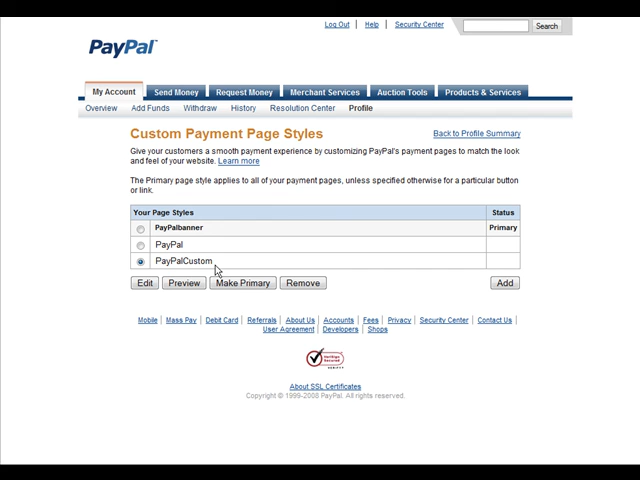 Log Out | Help | Security Center Search
PayPal
My Account Send Money Request Money Merchant Services Auction Tools Products & Services
Overview Add Funds Withdraw History Resolution Center Profile
Custom Payment Page Styles Back to Profile Summary
Give your customers a smooth payment experience by customizing PayPal's payment pages to match the look
and feel of your website. Learn more
The Primary page style applies to all of your payment pages, unless specified otherwise for a particular button
or link.
Your Page Styles Status
PayPalbanner Primary
PayPal
PayPalCustom
Edit Preview Make Primary Remove Add
Mobile | Mass Pay | Debit Card | Referrals | About Us | Accounts | Fees | Privacy | Security Center | Contact Us |
User Agreement | Developers | Shops
VeriSign
Secured
VERIFY
About SSL Certificates
Copyright © 1999-2008 PayPal. All rights reserved.